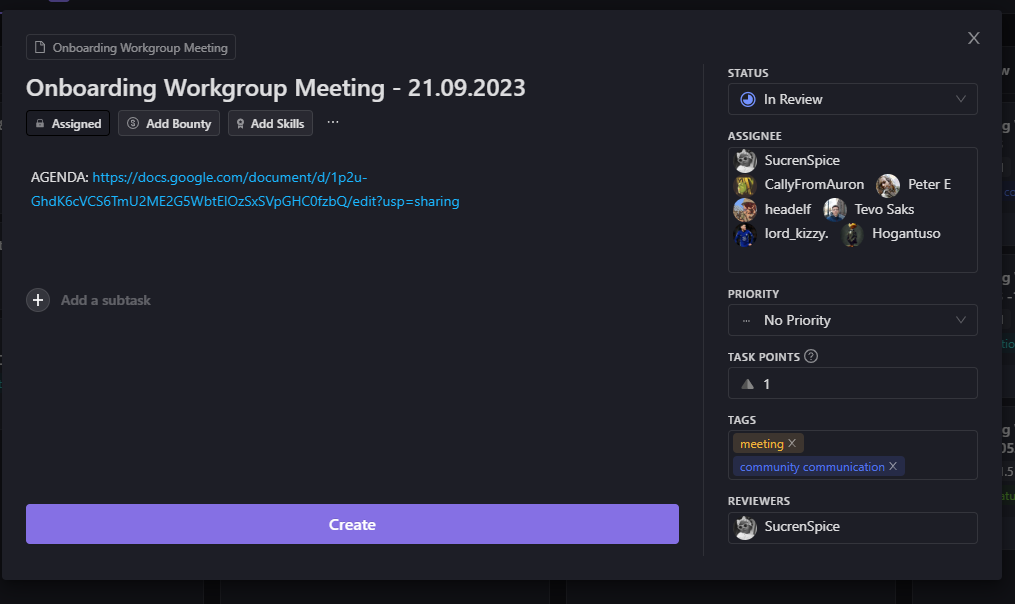 Onboarding Workgroup Meeting
Onboarding Workgroup Meeting - 21.09.2023
Assigned
Add Bounty
Add Skills
...
AGENDA: https://docs.google.com/document/d/1p2u-
GhdK6cVCS6TmU2ME2G5WbtEIOzSxSVpGHC0fzbQ/edit?usp=sharing
Add a subtask
Create
STATUS
In Review
ASSIGNEE
SucrenSpice
CallyFromAuron Peter E
headelf Tevo Saks
lord_kizzy. Hogantuso
PRIORITY
No Priority
TASK POINTS
1
TAGS
meeting
community communication
REVIEWERS
SucrenSpice